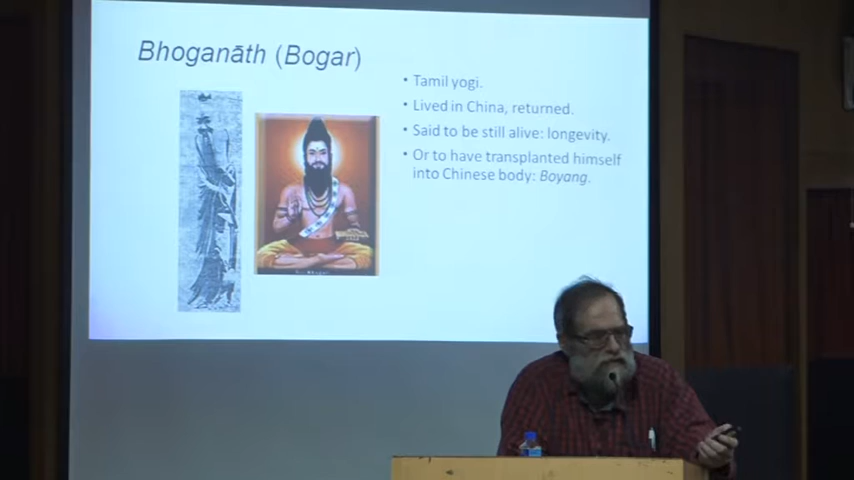 Bhoganāth (Bogar)
• Tamil yogi.
• Lived in China, returned.
• Said to be still alive: longevity.
• Or to have transplanted himself
into Chinese body: Boyang.